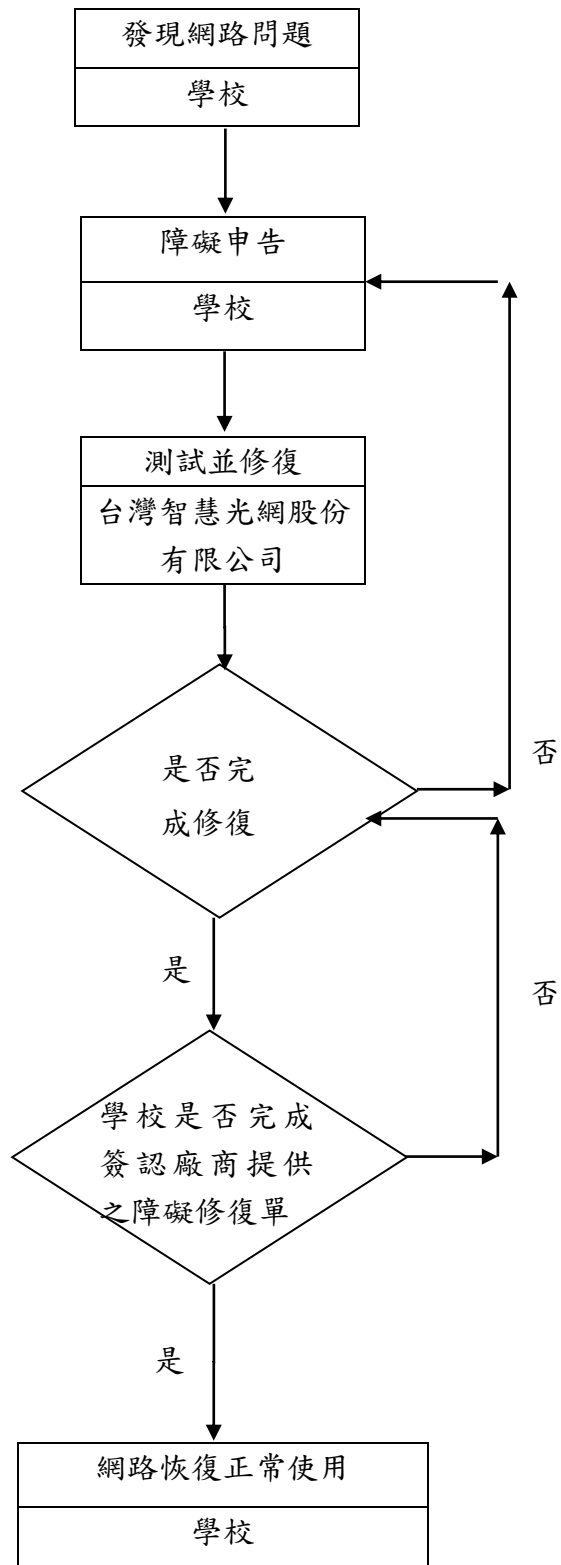 發現網路問題
學校
障礙申告
學校
測試並修復
台灣智慧光網股份
有限公司
是否完
成修復
否
是
否
學校是否完成
簽認廠商提供
之障礙修復單
是
網路恢復正常使用
學校